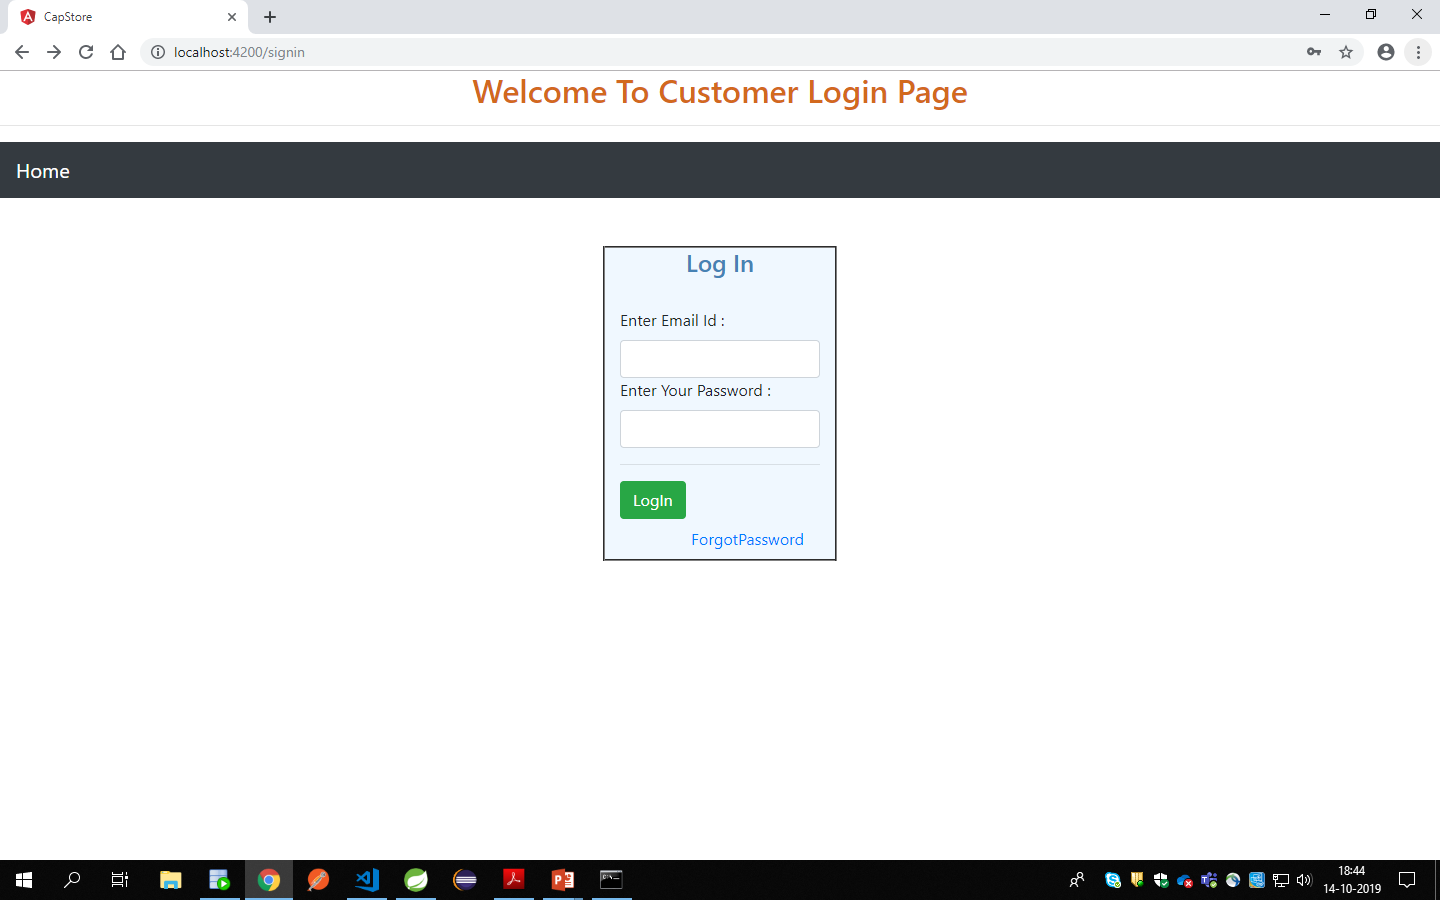 CapStore
localhost:4200/signin
Welcome To Customer Login Page
Home
Log In
Enter Email Id :
Enter Your Password :
LogIn
ForgotPassword
18:44
14-10-2019